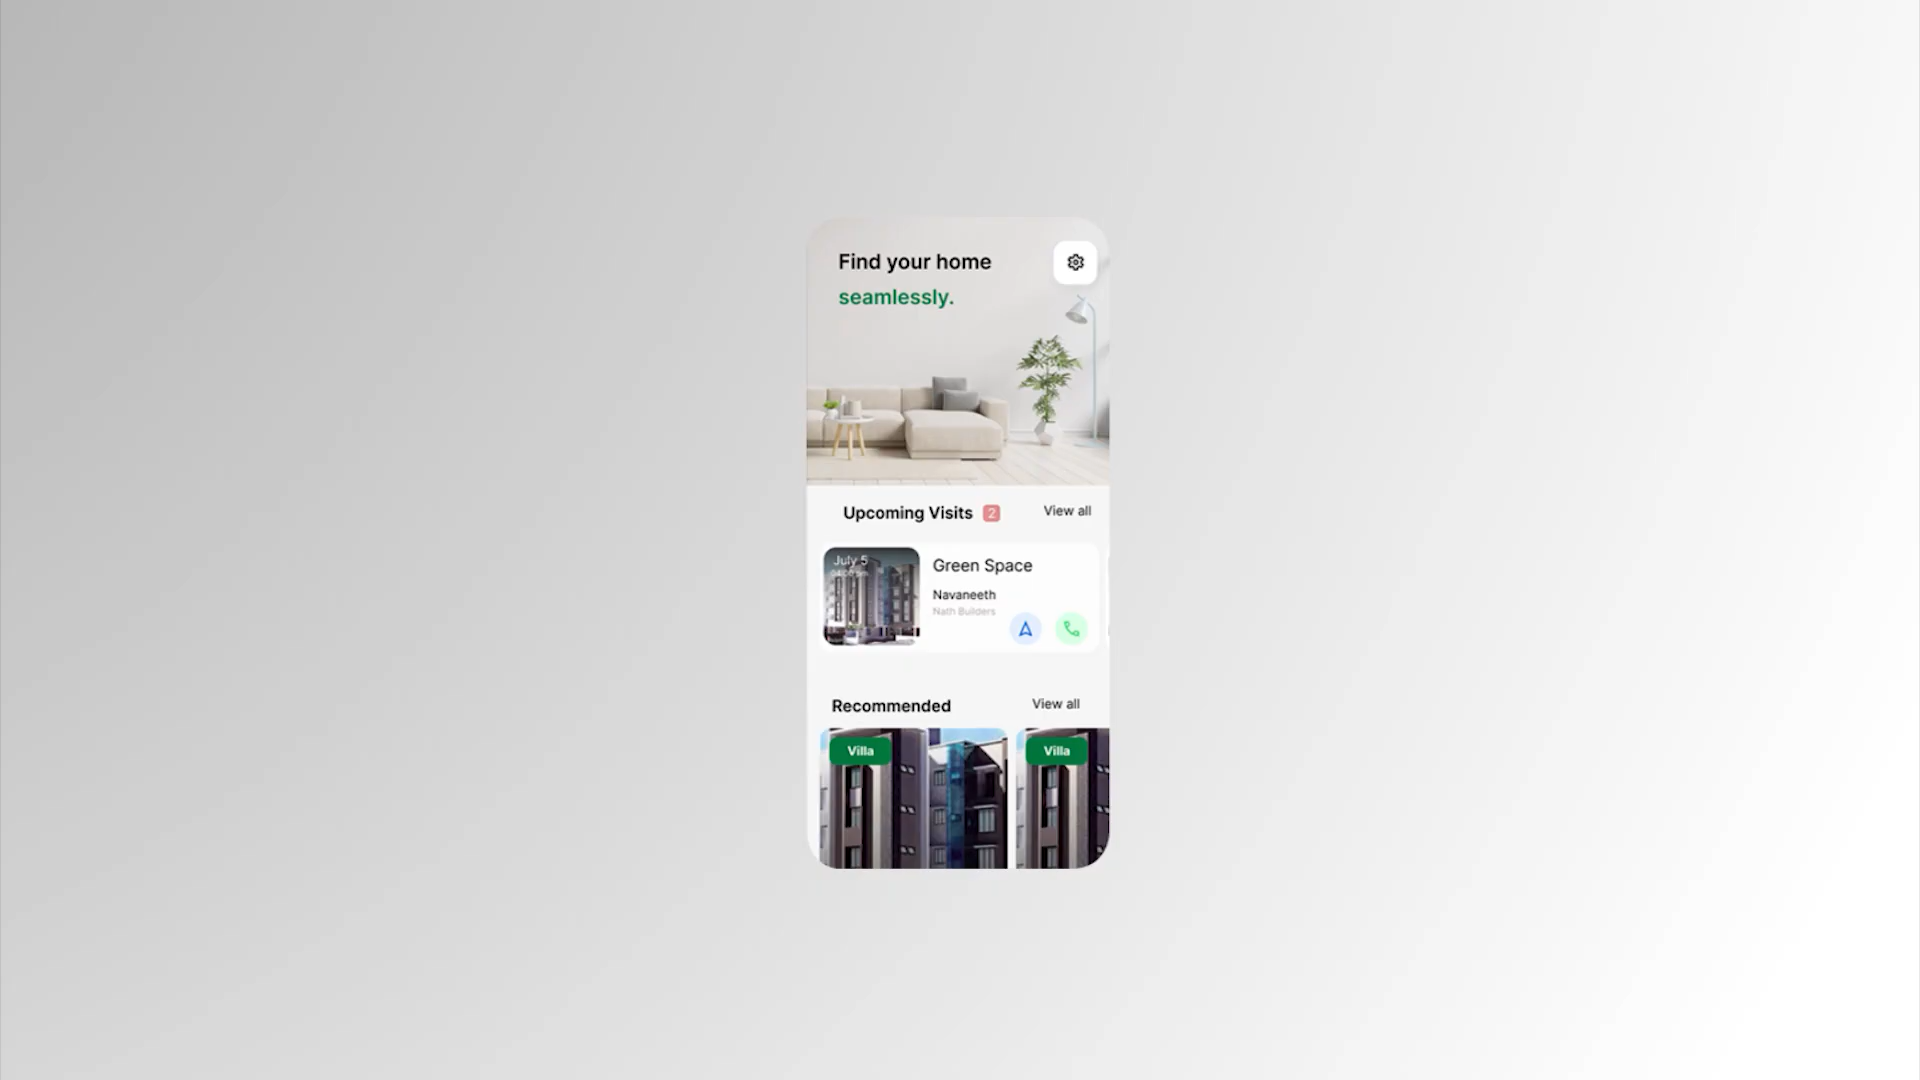 Find your home
seamlessly.
Upcoming Visits 2
View all
July 5
Green Space
Navaneeth
Nath Builders
Recommended
View all
Villa
Villa